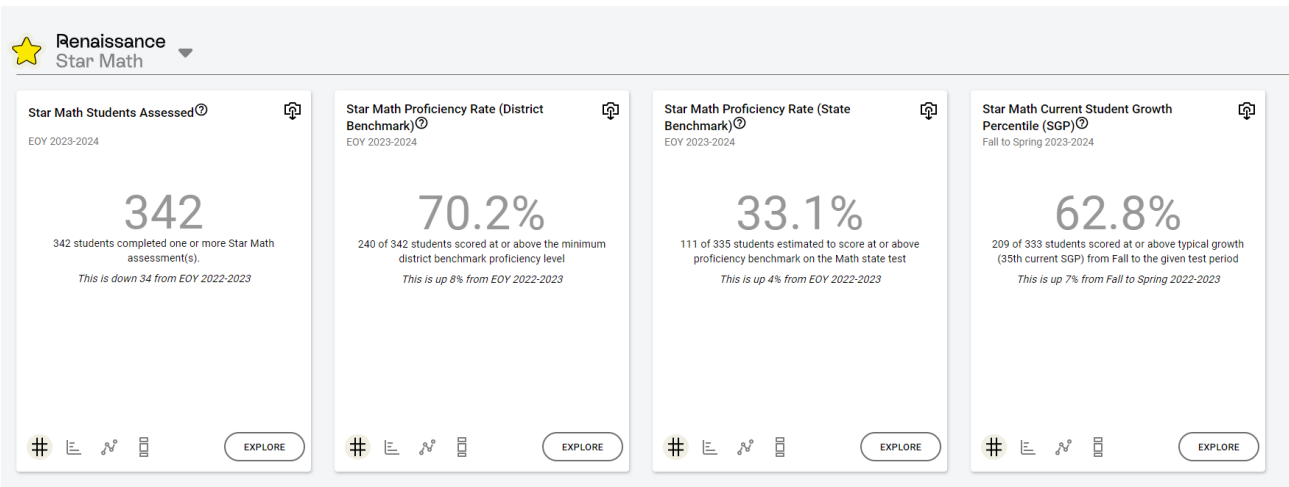 Renaissance
Star Math
Star Math Students Assessed?
EOY 2023-2024
342
342 students completed one or more Star Math
assessment(s).
This is down 34 from EOY 2022-2023
EXPLORE
Star Math Proficiency Rate (District
Benchmark)?
EOY 2023-2024
70.2%
240 of 342 students scored at or above the minimum
district benchmark proficiency level
This is up 8% from EOY 2022-2023
EXPLORE
Star Math Proficiency Rate (State
Benchmark)?
EOY 2023-2024
33.1%
111 of 335 students estimated to score at or above
proficiency benchmark on the Math state test
This is up 4% from EOY 2022-2023
EXPLORE
Star Math Current Student Growth
Percentile (SGP)?
Fall to Spring 2023-2024
62.8%
209 of 333 students scored at or above typical growth
(35th current SGP) from Fall to the given test period
This is up 7% from Fall to Spring 2022-2023
EXPLORE